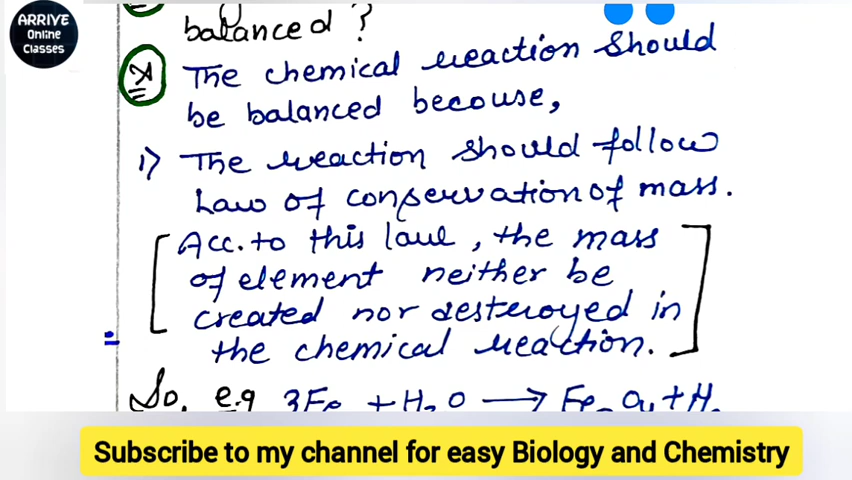 ARRIVE
Online
Classes
balanced?
The chemical reaction should
be balanced becouse,
1) The reaction should follow
Law of conservation of mass.
[Acc. to this law, the mass
of element neither be
created nor destroyed in
the chemical reaction.]
So, e.g 3Fe + H2O → Fe3O4 + H2
Subscribe to my channel for easy Biology and Chemistry